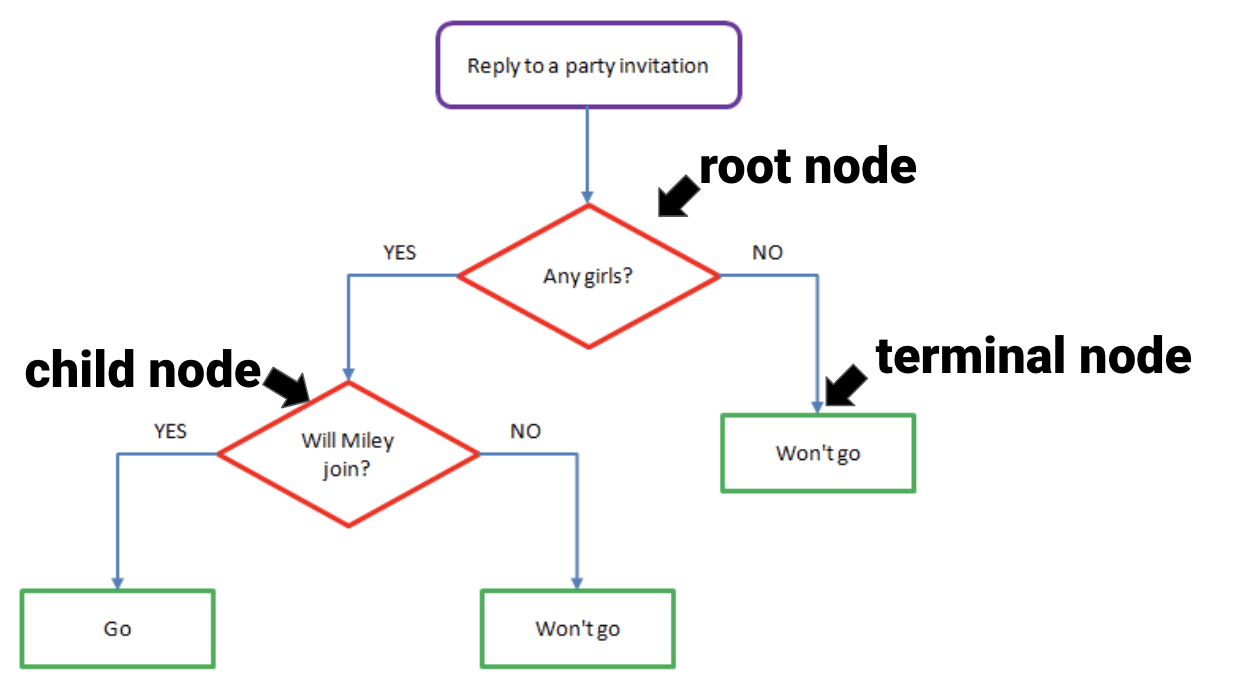 Reply to a party invitation
root node
YES
NO
Any girls?
child node
terminal node
YES
NO
Will Miley
join?
Won't go
Go
Won't go